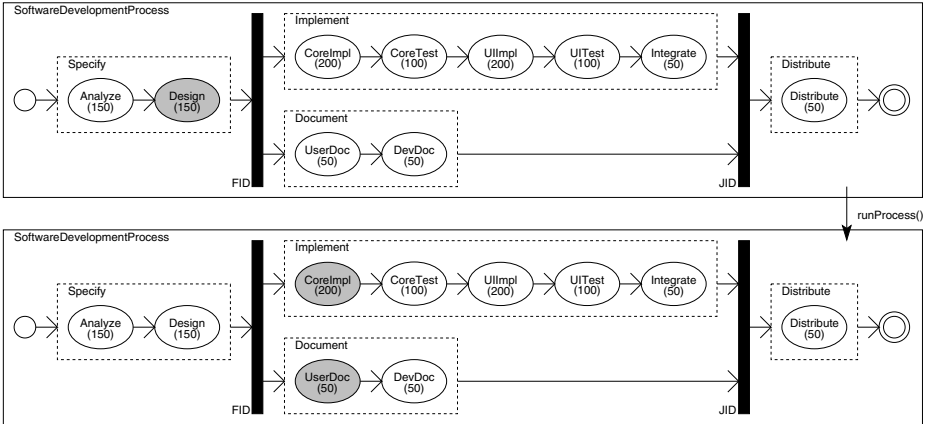 SoftwareDevelopmentProcess
Implement
CoreImpl
(200)
CoreTest
(100)
UIImpl
(200)
UITest
(100)
Integrate
(50)
Specify
Analyze
(150)
Design
(150)
Distribute
Distribute
(50)
Document
UserDoc
(50)
DevDoc
(50)
FID
JID
runProcess()
SoftwareDevelopmentProcess
Implement
CoreImpl
(200)
CoreTest
(100)
UIImpl
(200)
UITest
(100)
Integrate
(50)
Specify
Analyze
(150)
Design
(150)
Distribute
Distribute
(50)
Document
UserDoc
(50)
DevDoc
(50)
FID
JID